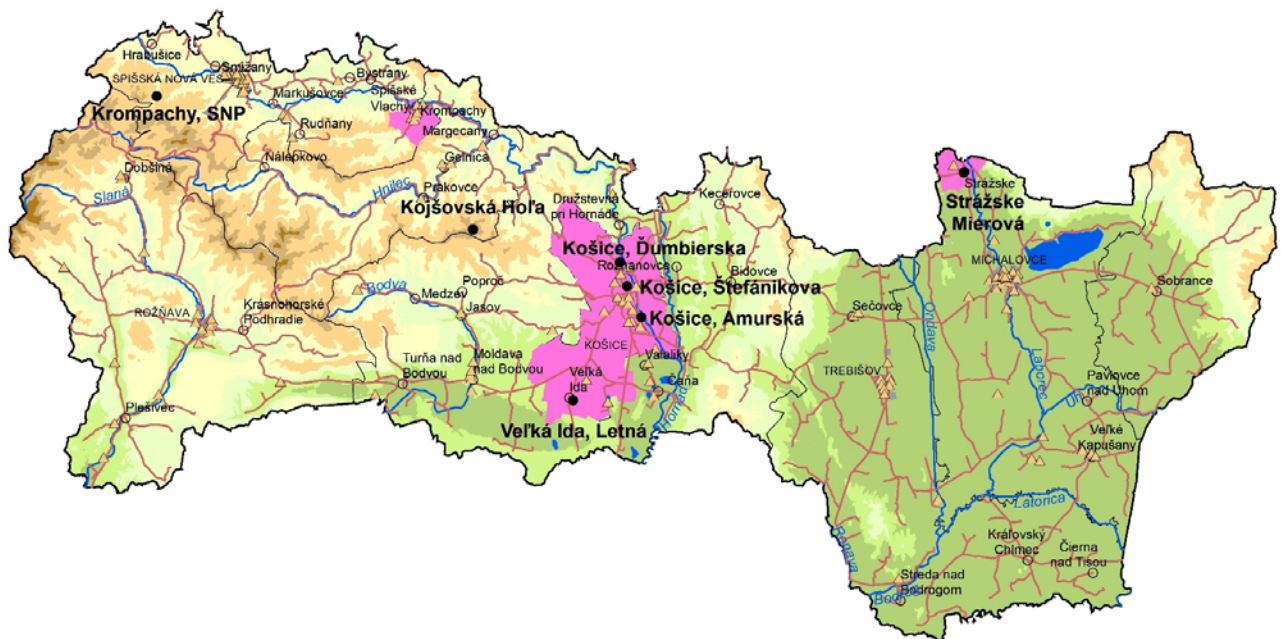 Hrabušice
Smižany
SPIŠSKÁ NOVÁ VES
Bystrany
Spišské
Vlachy
Markušovce
Krompachy, SNP
Krompachy
Rudňany
Margecany
Nálepkovo
Gelnica
Dobšiná
Slaná
Hnilec
Prakovce
Kojšovská Hoľa
Družstevná
pri Hornáde
Kecerovce
Strážske
Strážske
Mierová
Košice, Ďumbierska
Rozhanovce
Bidovce
MICHALOVCE
Košice, Štefánikova
Sobrance
Bodva
Poproč
Medzev
Jasov
Krásnohorské
Podhradie
ROŽŇAVA
Košice, Amurská
Sečovce
Ondava
KOŠICE
Laborec
Turňa nad
Bodvou
Moldava
nad Bodvou
Valaliky
Veľká
Ida
Čaňa
TREBIŠOV
Pavlovce
nad Uhom
Uh
Hornád
Plešivec
Veľká Ida, Letná
Veľké
Kapušany
Latorica
Roňava
Kráľovský
Chlmec
Čierna
nad Tisou
Streda nad
Bodrogom